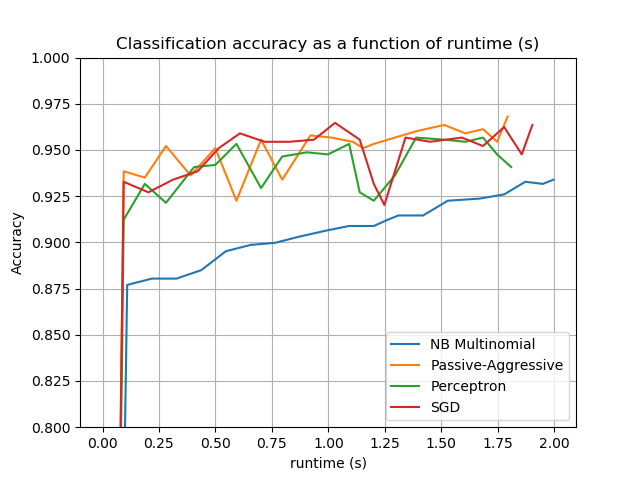 Classification accuracy as a function of runtime (s)
1.000
0.975
0.950
0.925
0.900
0.875
0.850
0.825
0.800
Accuracy
NB Multinomial
Passive-Aggressive
Perceptron
SGD
0.00 0.25 0.50 0.75 1.00 1.25 1.50 1.75 2.00
runtime (s)